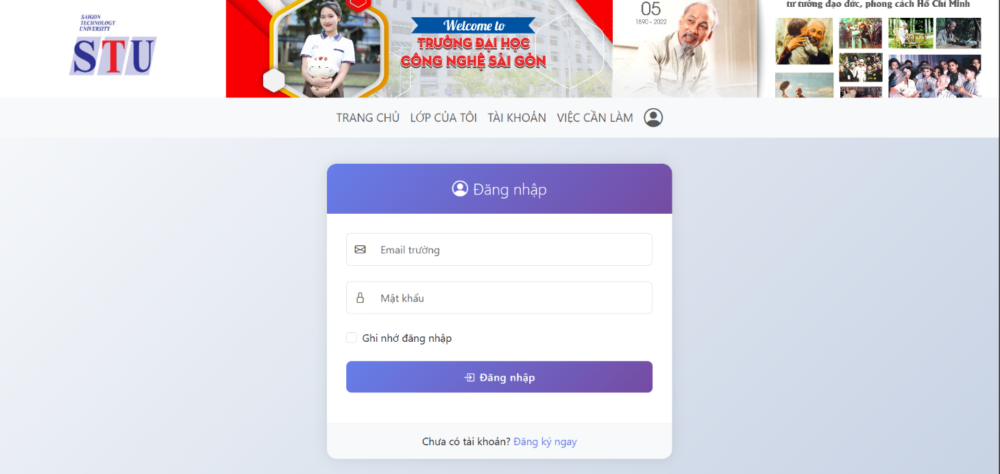 SAIGON
TECHNOLOGY
UNIVERSITY
STU
Welcome to
TRƯỜNG ĐẠI HỌC
CÔNG NGHỆ SÀI GÒN
05
1890 - 2022
tư tưởng đạo đức, phong cách Hồ Chí Minh
TRANG CHỦ LỚP CỦA TÔI TÀI KHOẢN VIỆC CẦN LÀM
Đăng nhập
Email trường
Mật khẩu
Ghi nhớ đăng nhập
Đăng nhập
Chưa có tài khoản? Đăng ký ngay